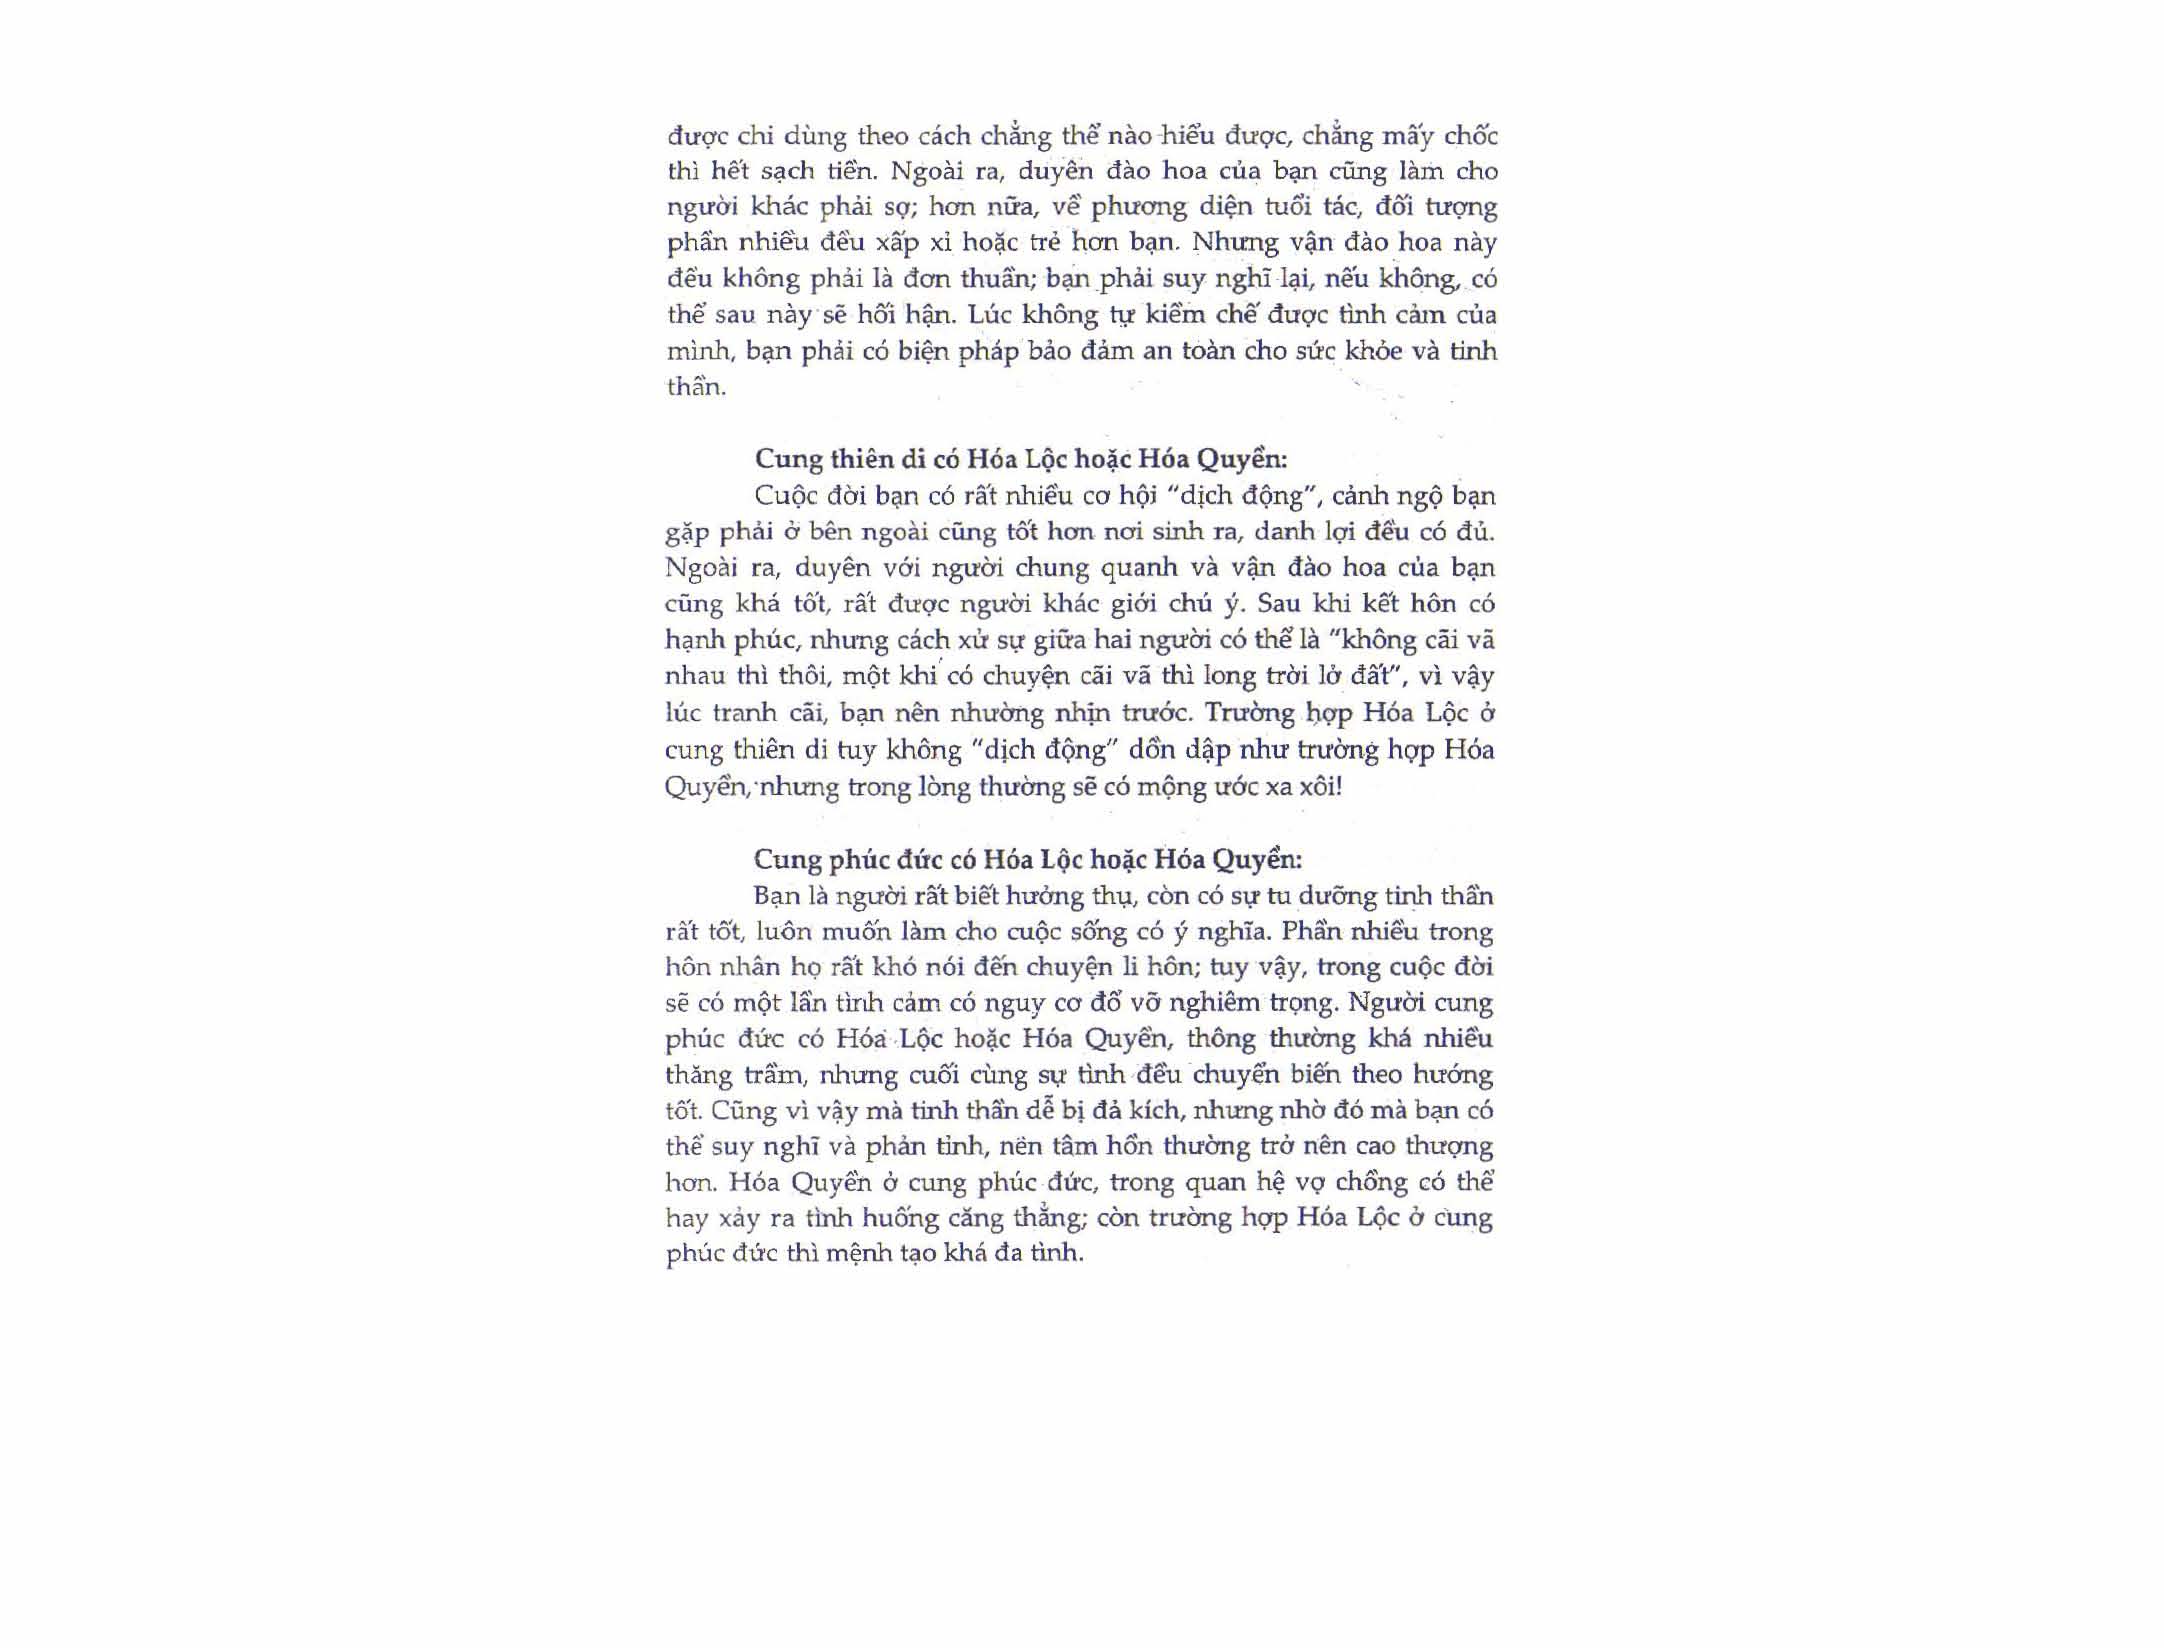 được chi dùng theo cách chẳng thể nào hiểu được, chẳng mấy chốc
thì hết sạch tiền. Ngoài ra, duyên đào hoa của bạn cũng làm cho
người khác phải sợ; hơn nữa, về phương diện tuổi tác, đối tượng
phần nhiều đều xấp xỉ hoặc trẻ hơn bạn. Nhưng vận đào hoa này
đều không phải là đơn thuần; bạn phải suy nghĩ lại, nếu không, có
thể sau này sẽ hối hận. Lúc không tự kiềm chế được tình cảm của
mình, bạn phải có biện pháp bảo đảm an toàn cho sức khỏe và tinh
thần.
Cung thiên di có Hóa Lộc hoặc Hóa Quyền:
Cuộc đời bạn có rất nhiều cơ hội "dịch động", cảnh ngộ bạn
gặp phải ở bên ngoài cũng tốt hơn nơi sinh ra, danh lợi đều có đủ.
Ngoài ra, duyên với người chung quanh và vận đào hoa của bạn
cũng khá tốt, rất được người khác giới chú ý. Sau khi kết hôn có
hạnh phúc, nhưng cách xử sự giữa hai người có thể là "không cãi vã
nhau thì thôi, một khi có chuyện cãi vã thì long trời lở đất", vì vậy
lúc tranh cãi, bạn nên nhường nhịn trước. Trường hợp Hóa Lộc ở
cung thiên di tuy không "dịch động" dồn dập như trường hợp Hóa
Quyền, nhưng trong lòng thường sẽ có mộng ước xa xôi!
Cung phúc đức có Hóa Lộc hoặc Hóa Quyền:
Bạn là người rất biết hưởng thụ, còn có sự tu dưỡng tinh thần
rất tốt, luôn muốn làm cho cuộc sống có ý nghĩa. Phần nhiều trong
hôn nhân họ rất khó nói đến chuyện li hôn; tuy vậy, trong cuộc đời
sẽ có một lần tình cảm có nguy cơ đổ vỡ nghiêm trọng. Người cung
phúc đức có Hóa Lộc hoặc Hóa Quyền, thông thường khá nhiều
thăng trầm, nhưng cuối cùng sự tình đều chuyển biến theo hướng
tốt. Cũng vì vậy mà tinh thần dễ bị đả kích, nhưng nhờ đó mà bạn có
thể suy nghĩ và phản tỉnh, nên tâm hồn thường trở nên cao thượng
hơn. Hóa Quyền ở cung phúc đức, trong quan hệ vợ chồng có thể
hay xảy ra tình huống căng thẳng; còn trường hợp Hóa Lộc ở cung
phúc đức thì mệnh tạo khá đa tình.